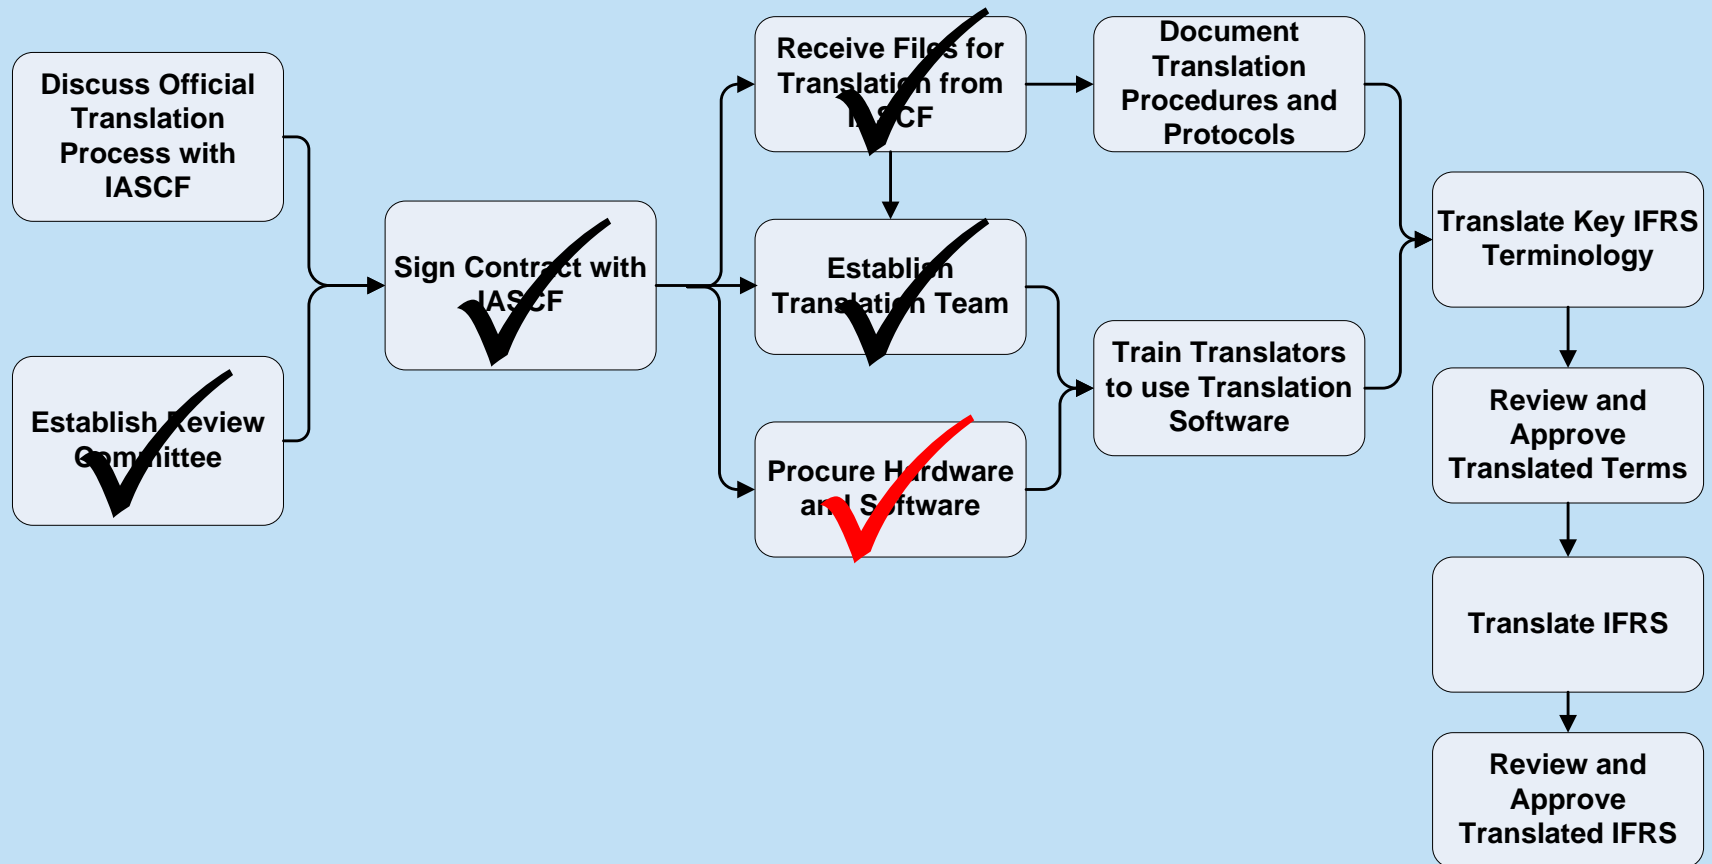 Discuss Official
Translation
Process with
IASCF
Establish Review
Committee
Sign Contract with
IASCF
Receive Files for
Translation from
IASCF
Establish
Translation Team
Procure Hardware
and Software
Document
Translation
Procedures and
Protocols
Train Translators
to use Translation
Software
Translate Key IFRS
Terminology
Review and
Approve
Translated Terms
Translate IFRS
Review and
Approve
Translated IFRS